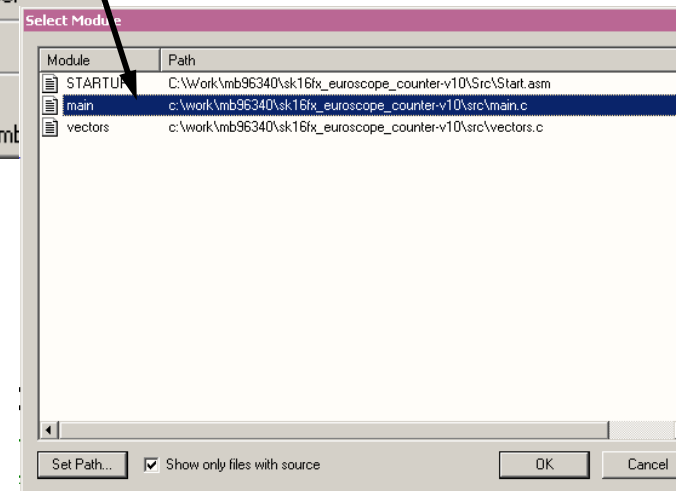 Select Module
Module Path
STARTUP C:\Work\mb96340\sk16fx_euroscope_counter-v10\Src\Start.asm
main c:\work\mb96340\sk16fx_euroscope_counter-v10\src\main.c
vectors c:\work\mb96340\sk16fx_euroscope_counter-v10\src\vectors.c
Set Path... Show only files with source OK Cancel